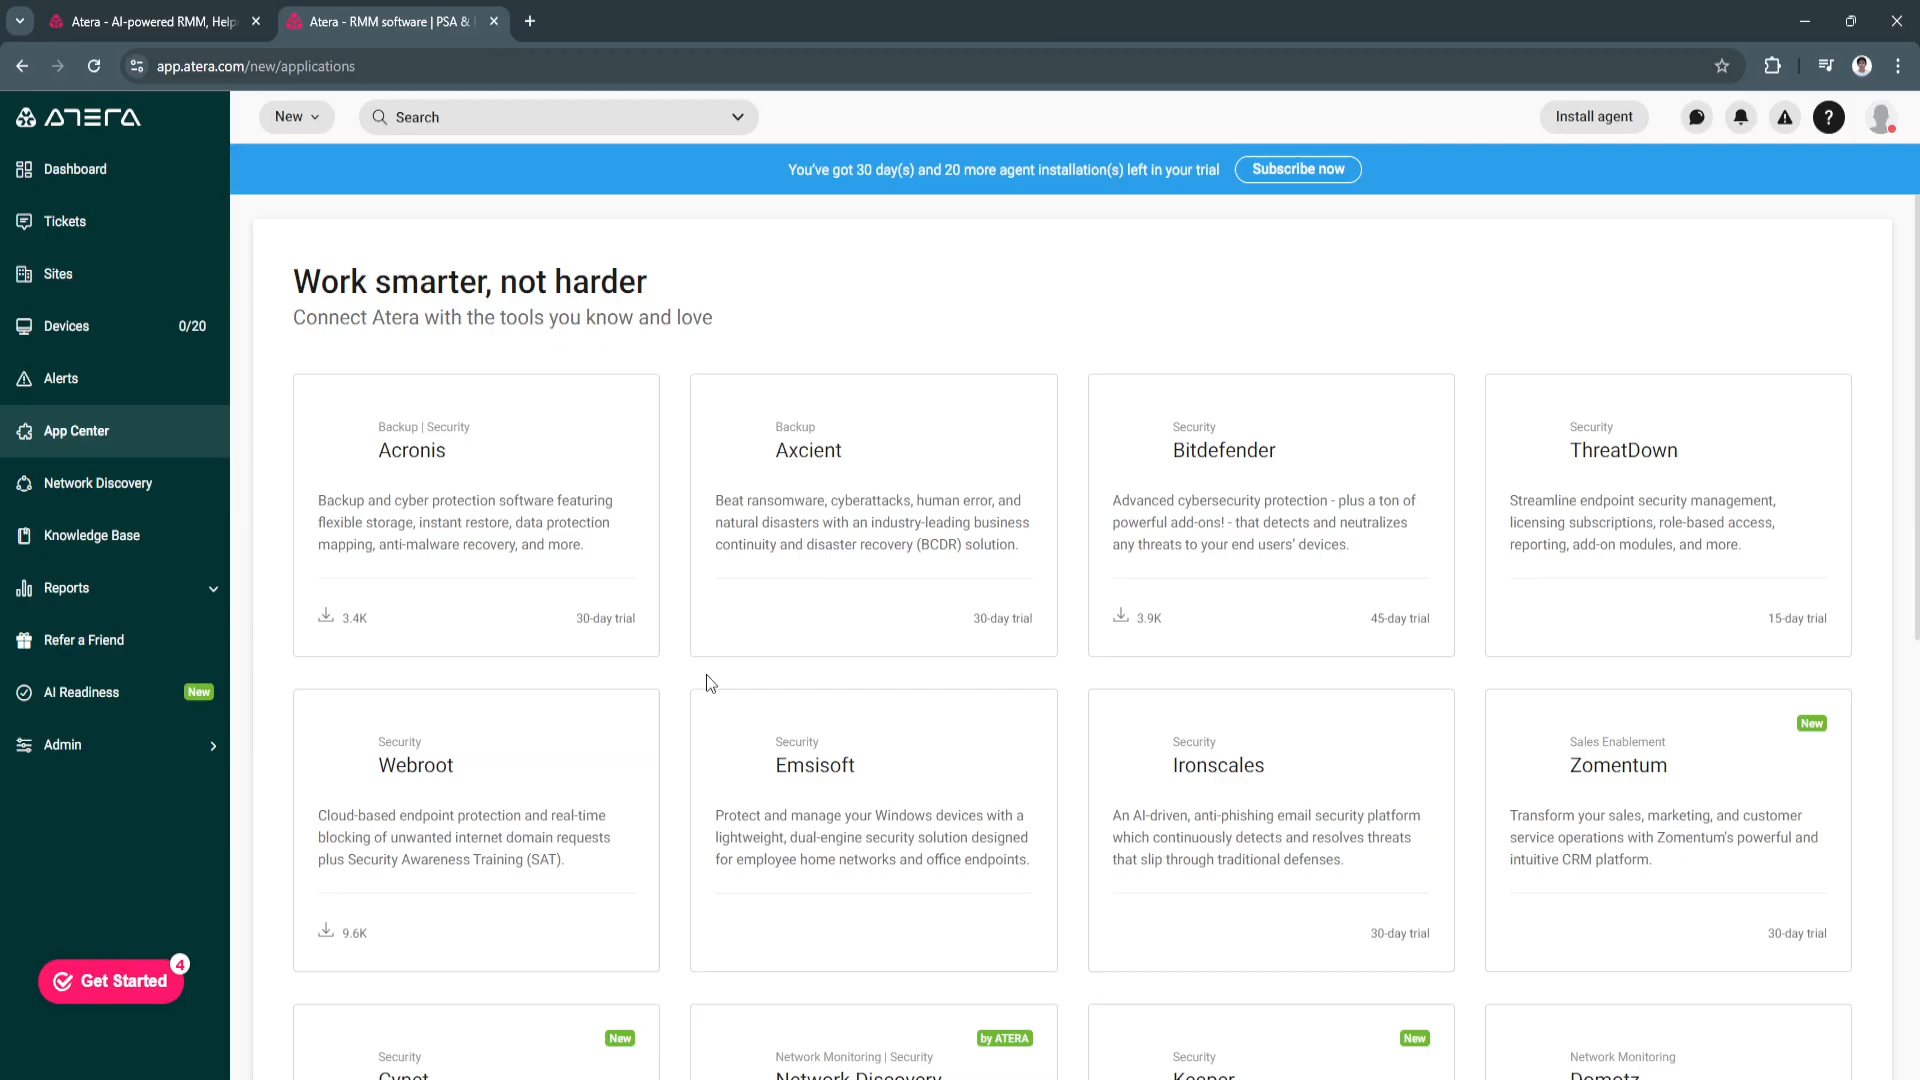 Atera - AI-powered RMM, Help
Atera - RMM software | PSA &
app.atera.com/new/applications
ATERA
New
Search
Install agent
?
You've got 30 day(s) and 20 more agent installation(s) left in your trial
Subscribe now
Dashboard
Tickets
Sites
Devices 0/20
Alerts
App Center
Network Discovery
Knowledge Base
Reports
Refer a Friend
AI Readiness New
Admin
Get Started 4
Work smarter, not harder
Connect Atera with the tools you know and love
Backup | Security
Acronis
Backup and cyber protection software featuring
flexible storage, instant restore, data protection
mapping, anti-malware recovery, and more.
3.4K 30-day trial
Backup
Axcient
Beat ransomware, cyberattacks, human error, and
natural disasters with an industry-leading business
continuity and disaster recovery (BCDR) solution.
30-day trial
Security
Bitdefender
Advanced cybersecurity protection - plus a ton of
powerful add-ons! - that detects and neutralizes
any threats to your end users' devices.
3.9K 45-day trial
Security
ThreatDown
Streamline endpoint security management,
licensing subscriptions, role-based access,
reporting, add-on modules, and more.
15-day trial
Security
Webroot
Cloud-based endpoint protection and real-time
blocking of unwanted internet domain requests
plus Security Awareness Training (SAT).
9.6K
Security
Emsisoft
Protect and manage your Windows devices with a
lightweight, dual-engine security solution designed
for employee home networks and office endpoints.
Security
Ironscales
An AI-driven, anti-phishing email security platform
which continuously detects and resolves threats
that slip through traditional defenses.
30-day trial
New
Sales Enablement
Zomentum
Transform your sales, marketing, and customer
service operations with Zomentum's powerful and
intuitive CRM platform.
30-day trial
New
Security
Cynet
by ATERA
Network Monitoring | Security
Network Discovery
New
Security
Keeper
Network Monitoring
Domotz